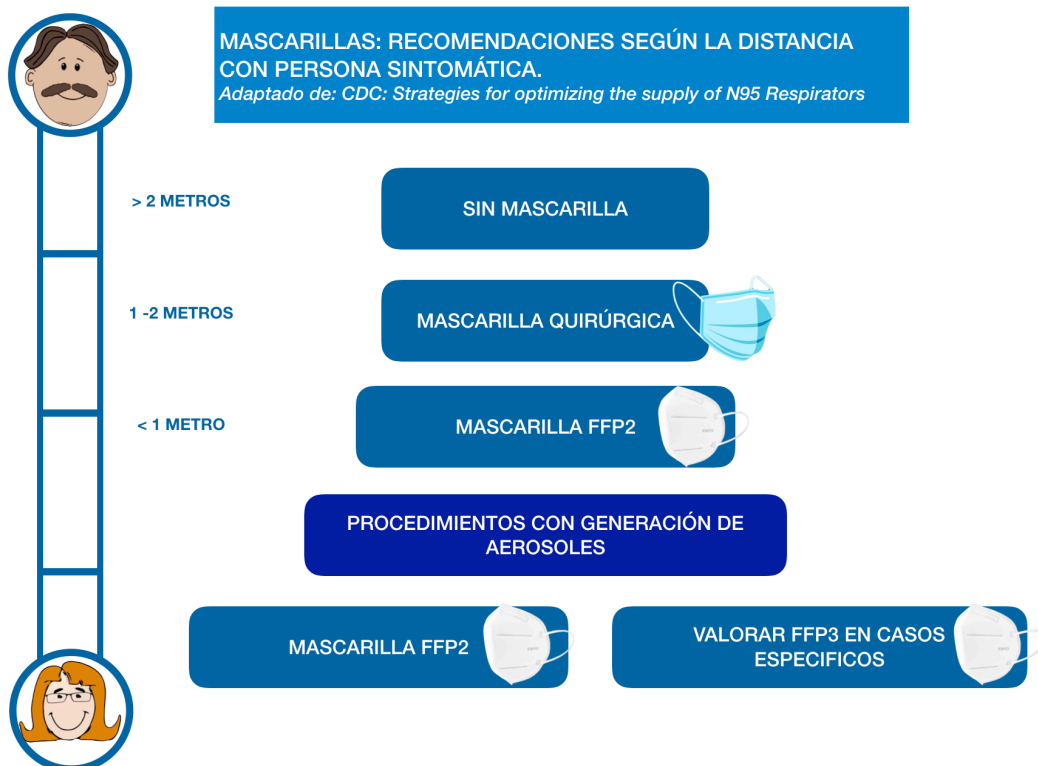 MASCARILLAS: RECOMENDACIONES SEGÚN LA DISTANCIA
CON PERSONA SINTOMÁTICA.
Adaptado de: CDC: Strategies for optimizing the supply of N95 Respirators
> 2 METROS
SIN MASCARILLA
1 -2 METROS
MASCARILLA QUIRÚRGICA
< 1 METRO
MASCARILLA FFP2
PROCEDIMIENTOS CON GENERACIÓN DE
AEROSOLES
MASCARILLA FFP2
VALORAR FFP3 EN CASOS
ESPECIFICOS